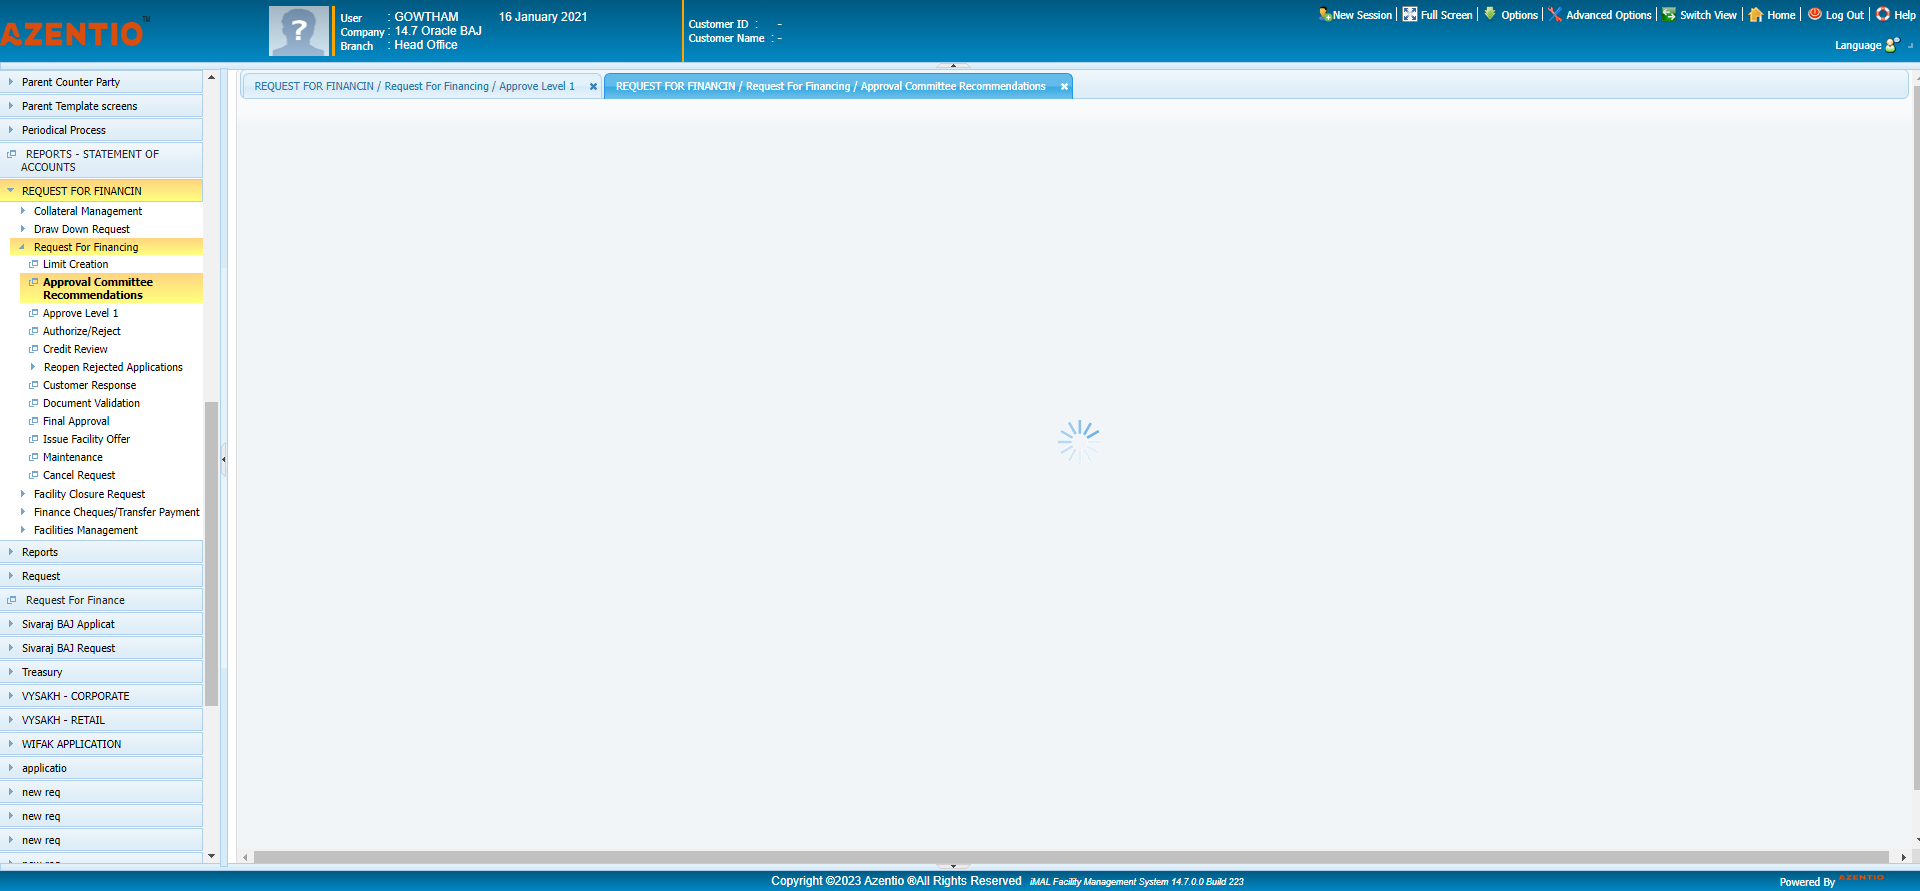 AZENTIO™
User : GOWTHAM 16 January 2021
Company : 14.7 Oracle BAJ
Branch : Head Office
Customer ID : -
Customer Name : -
New Session Full Screen Options Advanced Options Switch View Home Log Out Help
Language
Parent Counter Party
Parent Template screens
Periodical Process
REPORTS - STATEMENT OF
ACCOUNTS
REQUEST FOR FINANCIN
Collateral Management
Draw Down Request
Request For Financing
Limit Creation
Approval Committee
Recommendations
Approve Level 1
Authorize/Reject
Credit Review
Reopen Rejected Applications
Customer Response
Document Validation
Final Approval
Issue Facility Offer
Maintenance
Cancel Request
Facility Closure Request
Finance Cheques/Transfer Payment
Facilities Management
Reports
Request
Request For Finance
Sivaraj BAJ Applicat
Sivaraj BAJ Request
Treasury
VYSAKH - CORPORATE
VYSAKH - RETAIL
WIFAK APPLICATION
applicatio
new req
new req
new req
REQUEST FOR FINANCIN / Request For Financing / Approve Level 1
REQUEST FOR FINANCIN / Request For Financing / Approval Committee Recommendations
Copyright ©2023 Azentio ®All Rights Reserved iMAL Facility Management System 14.7.0.0 Build 223
Powered By AZENTIO